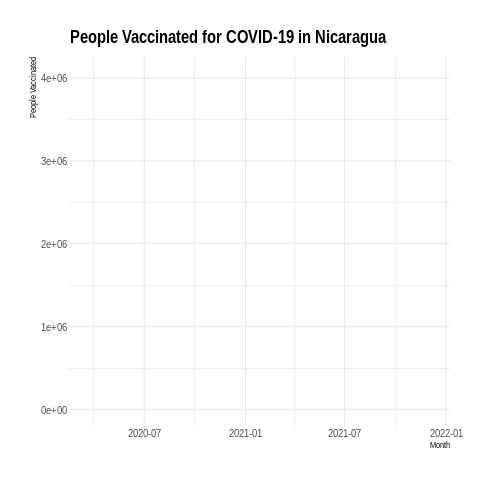 People Vaccinated for COVID-19 in Nicaragua
People Vaccinated
4e+06
3e+06
2e+06
1e+06
0e+00
2020-07 2021-01 2021-07 2022-01
Month